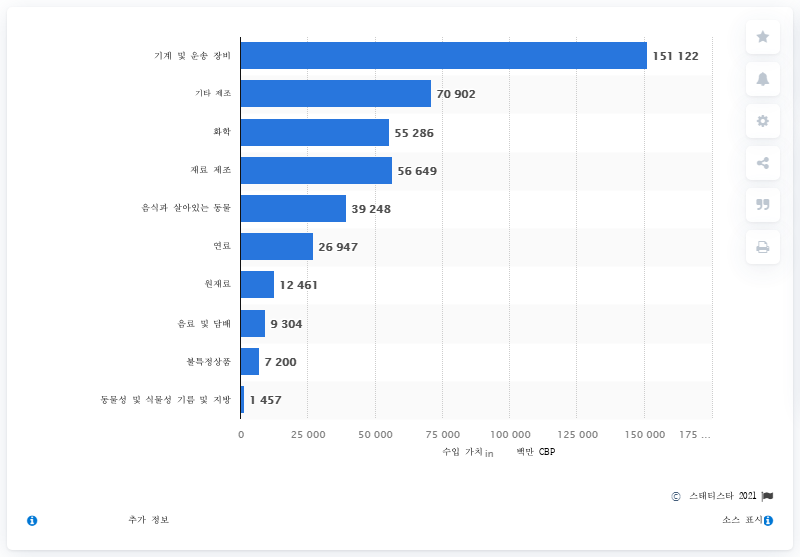 기계 및 운송 장비 151 122
기타 제조 70 902
화학 55 286
재료 제조 56 649
음식과 살아있는 동물 39 248
연료 26 947
원재료 12 461
음료 및 담배 9 304
불특정상품 7 200
동물성 및 식물성 기름 및 지방 1 457
0 25 000 50 000 75 000 100 000 125 000 150 000 175 ...
수입 가치 in 백만 CBP
© 스태티스타 2021
추가 정보 소스 표시